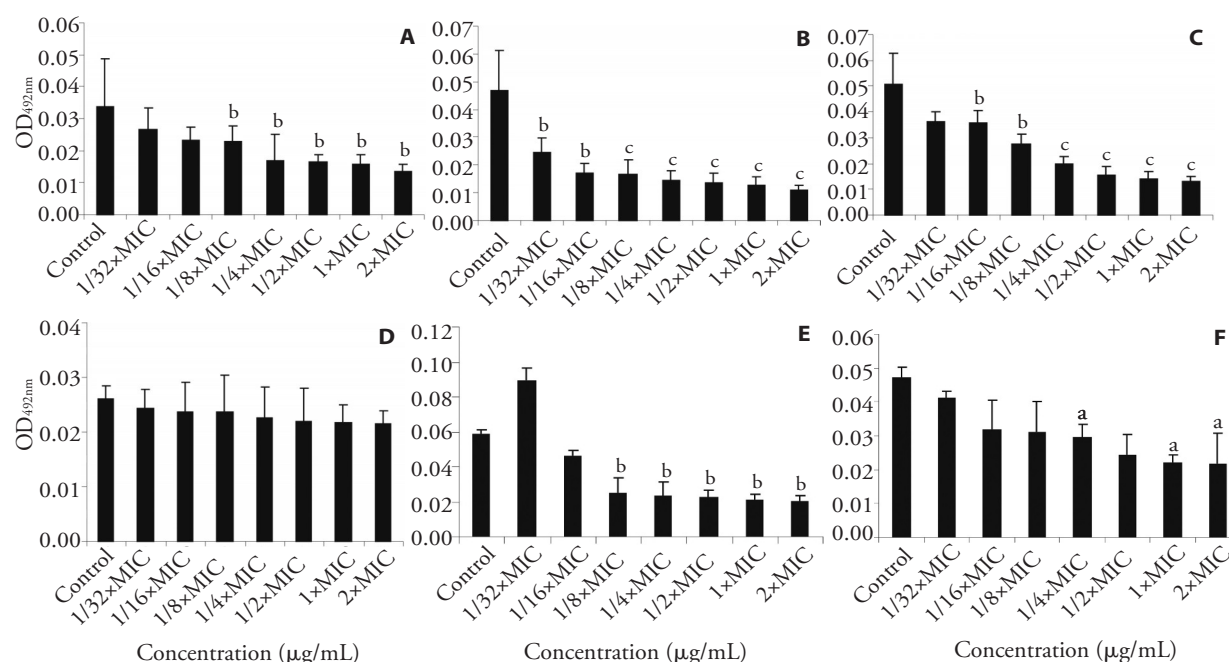 A
0.06
0.05
0.04
0.03
0.02
0.01
0.00
OD492nm
b
b
b
b
b
Control
1/32×MIC
1/16×MIC
1/8×MIC
1/4×MIC
1/2×MIC
1×MIC
2×MIC
B
0.07
0.06
0.05
0.04
0.03
0.02
0.01
0.00
b
b
c
c
c
c
c
Control
1/32×MIC
1/16×MIC
1/8×MIC
1/4×MIC
1/2×MIC
1×MIC
2×MIC
C
0.07
0.06
0.05
0.04
0.03
0.02
0.01
0.00
b
b
c
c
c
c
Control
1/32×MIC
1/16×MIC
1/8×MIC
1/4×MIC
1/2×MIC
1×MIC
2×MIC
D
0.04
0.03
0.02
0.01
0.00
OD492nm
Control
1/32×MIC
1/16×MIC
1/8×MIC
1/4×MIC
1/2×MIC
1×MIC
2×MIC
Concentration (μg/mL)
E
0.12
0.10
0.08
0.06
0.04
0.02
0.00
b
b
b
b
b
Control
1/32×MIC
1/16×MIC
1/8×MIC
1/4×MIC
1/2×MIC
1×MIC
2×MIC
Concentration (μg/mL)
F
0.06
0.05
0.04
0.03
0.02
0.01
0.00
a
a
a
Control
1/32×MIC
1/16×MIC
1/8×MIC
1/4×MIC
1/2×MIC
1×MIC
2×MIC
Concentration (μg/mL)